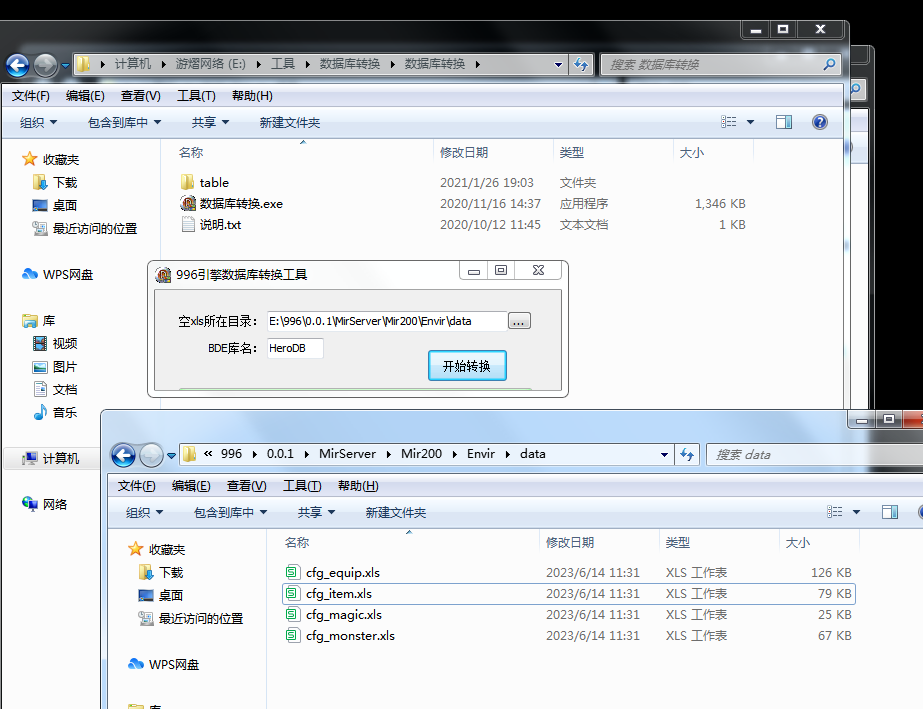 计算机 游熠网络 (E:) 工具 数据库转换 数据库转换 搜索 数据库转换
文件(F) 编辑(E) 查看(V) 工具(T) 帮助(H)
组织 包含到库中 共享 新建文件夹
收藏夹
下载
桌面
最近访问的位置
WPS网盘
库
视频
图片
文档
音乐
计算机
网络
名称 修改日期 类型 大小
table 2021/1/26 19:03 文件夹
数据库转换.exe 2020/11/16 14:37 应用程序 1,346 KB
说明.txt 2020/10/12 11:45 文本文档 1 KB
996引擎数据库转换工具
空xls所在目录: E:\996\0.0.1\MirServer\Mir200\Envir\data ...
BDE库名: HeroDB
开始转换
« 996 0.0.1 MirServer Mir200 Envir data 搜索 data
文件(F) 编辑(E) 查看(V) 工具(T) 帮助(H)
组织 包含到库中 共享 新建文件夹
收藏夹
下载
桌面
最近访问的位置
WPS网盘
库
名称 修改日期 类型 大小
cfg_equip.xls 2023/6/14 11:31 XLS 工作表 126 KB
cfg_item.xls 2023/6/14 11:31 XLS 工作表 79 KB
cfg_magic.xls 2023/6/14 11:31 XLS 工作表 25 KB
cfg_monster.xls 2023/6/14 11:31 XLS 工作表 67 KB